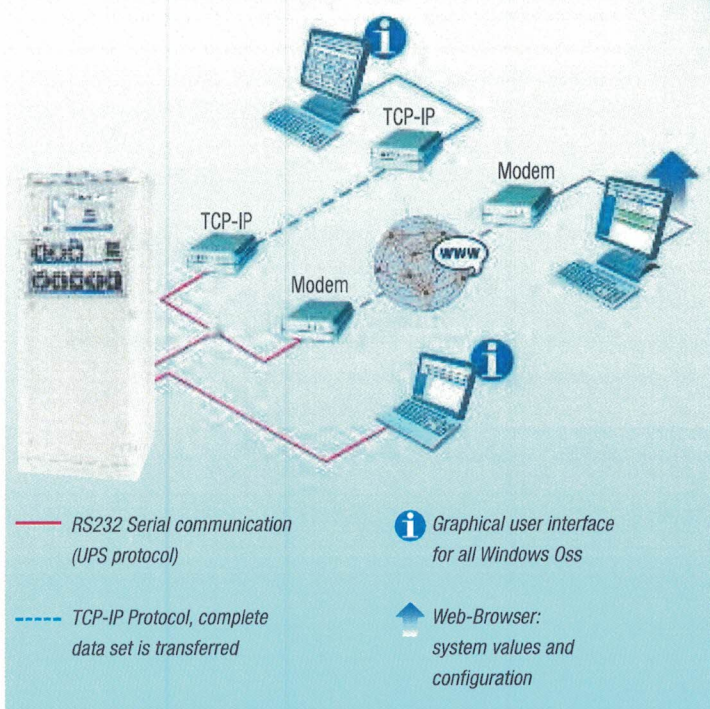 TCP-IP
Modem
TCP-IP
www
Modem
RS232 Serial communication
(UPS protocol)
TCP-IP Protocol, complete
data set is transferred
i
Graphical user interface
for all Windows Oss
Web-Browser:
system values and
configuration